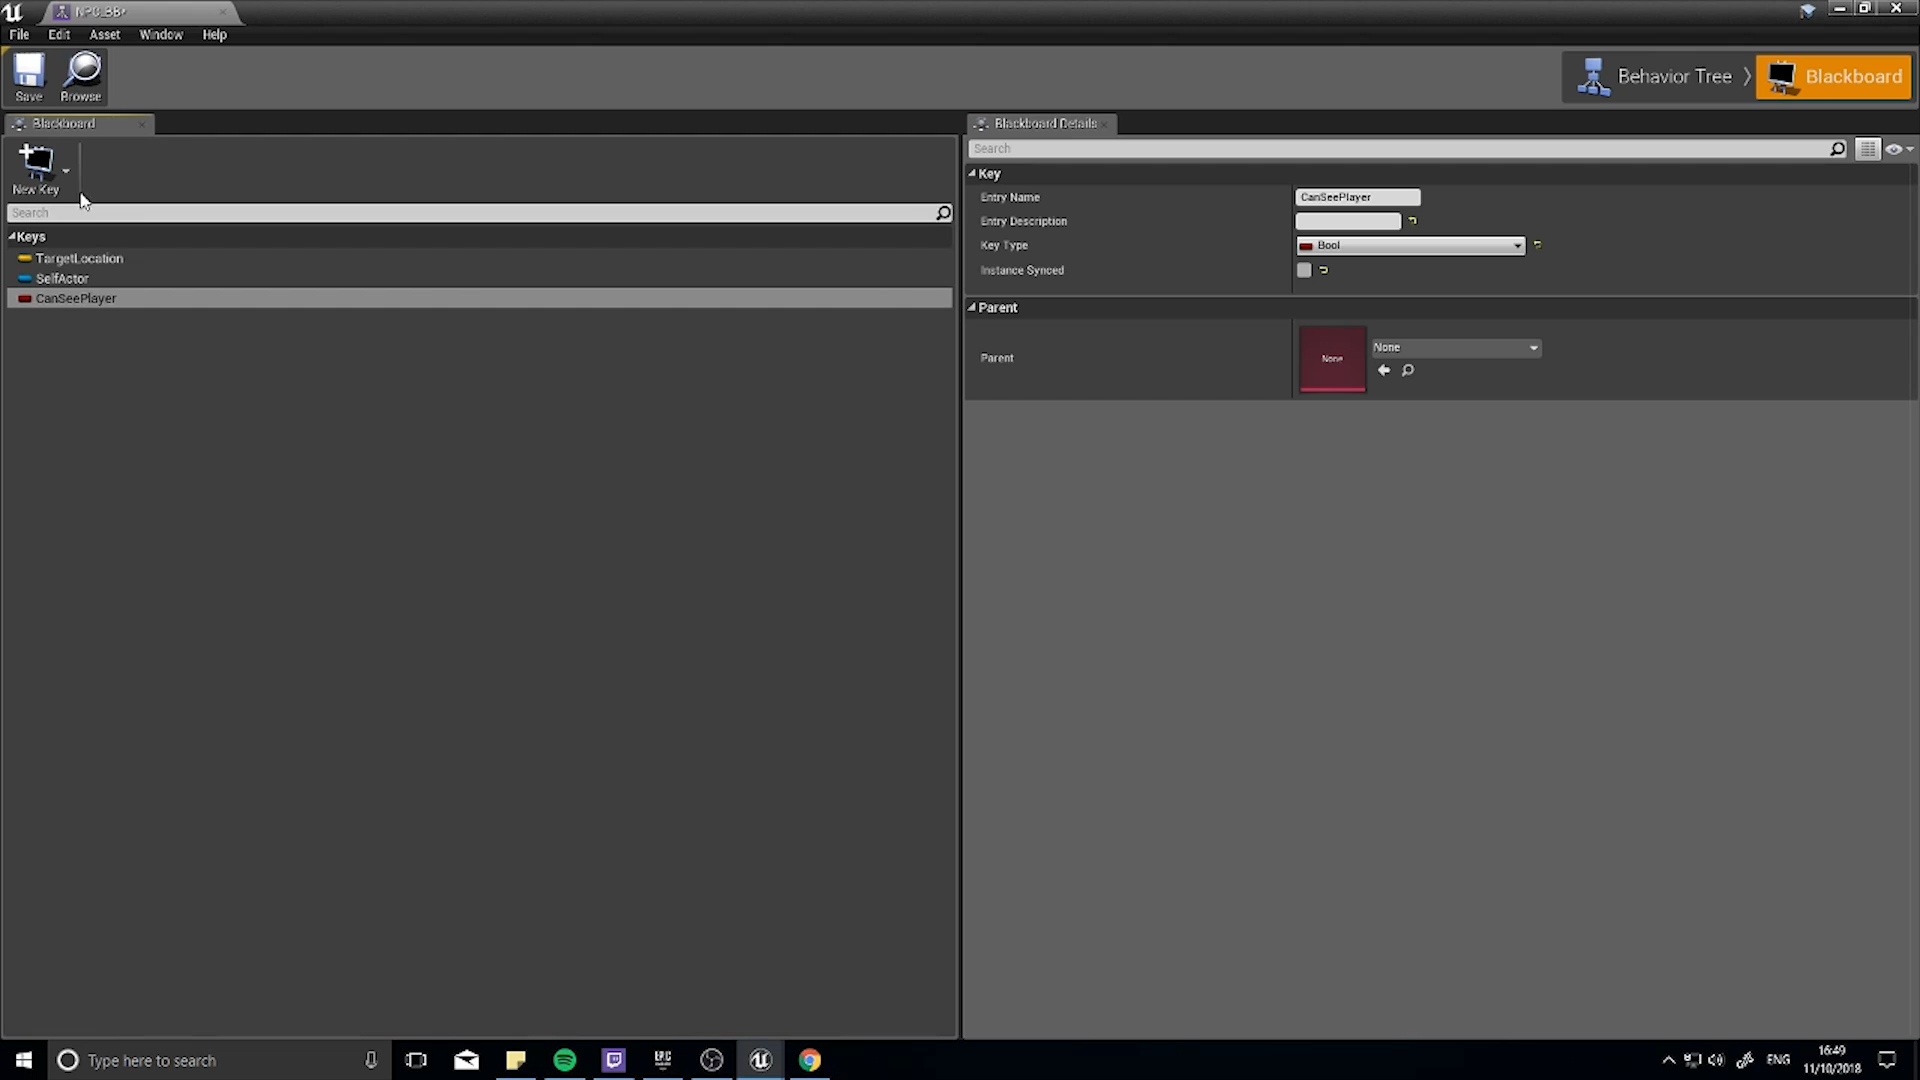 NPC_BB*
File Edit Asset Window Help
Save Browse
Behavior Tree Blackboard
Blackboard
Blackboard Details
New Key
Search
Search
Keys
TargetLocation
SelfActor
CanSeePlayer
Key
Entry Name CanSeePlayer
Entry Description
Key Type Bool
Instance Synced
Parent
Parent None None
Type here to search
EPIC
ENG
16:49
11/10/2018